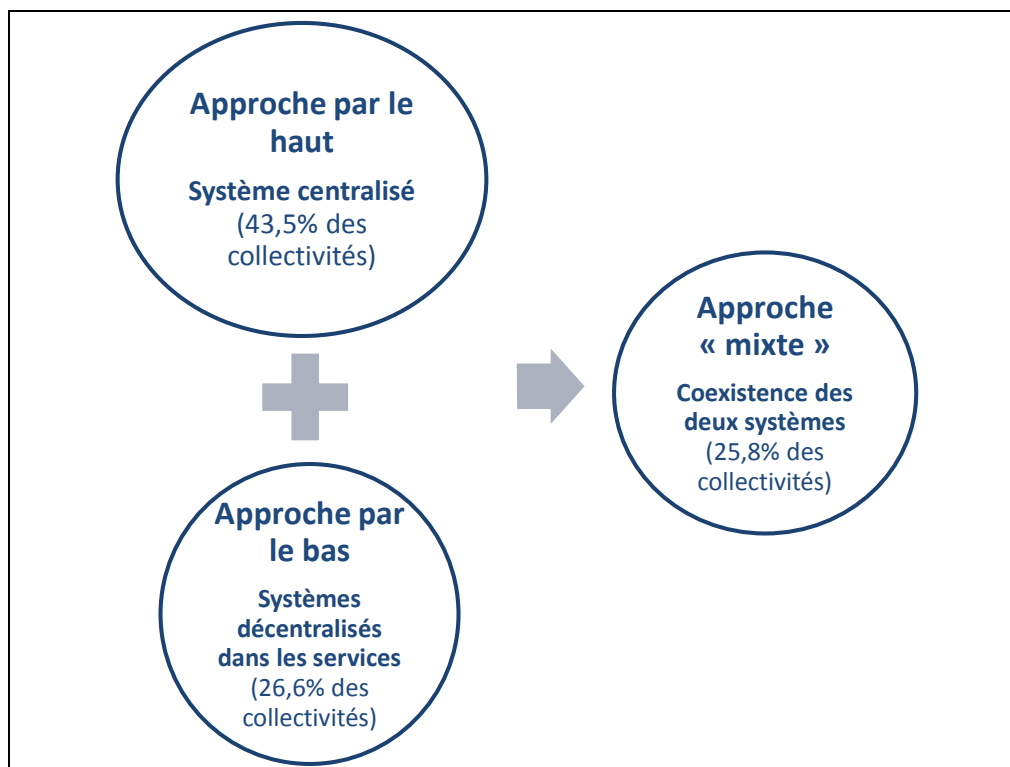 Approche par le
haut
Système centralisé
(43,5% des
collectivités)
Approche par
le bas
Systèmes
décentralisés
dans les services
(26,6% des
collectivités)
Approche
« mixte »
Coexistence des
deux systèmes
(25,8% des
collectivités)